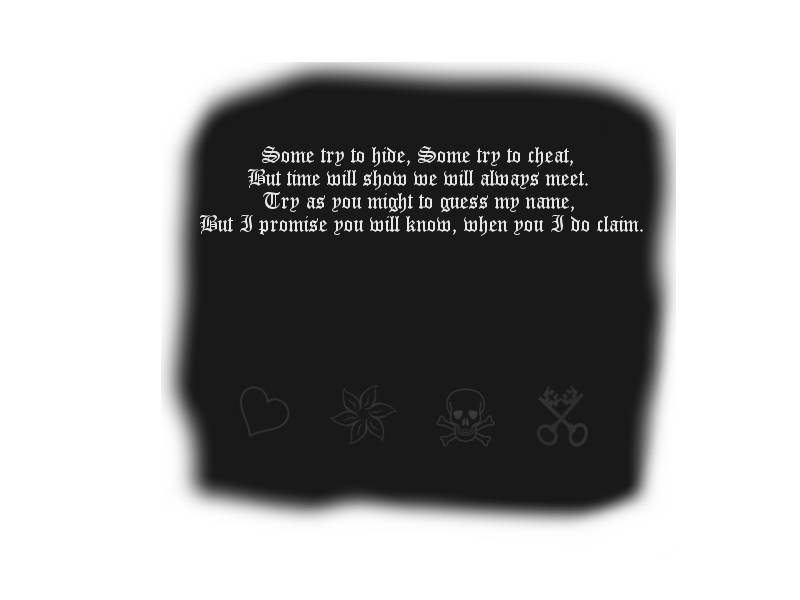 Some try to hide, Some try to cheat,
But time will show we will always meet.
Try as you might to guess my name,
But I promise you will know, when you I do claim.